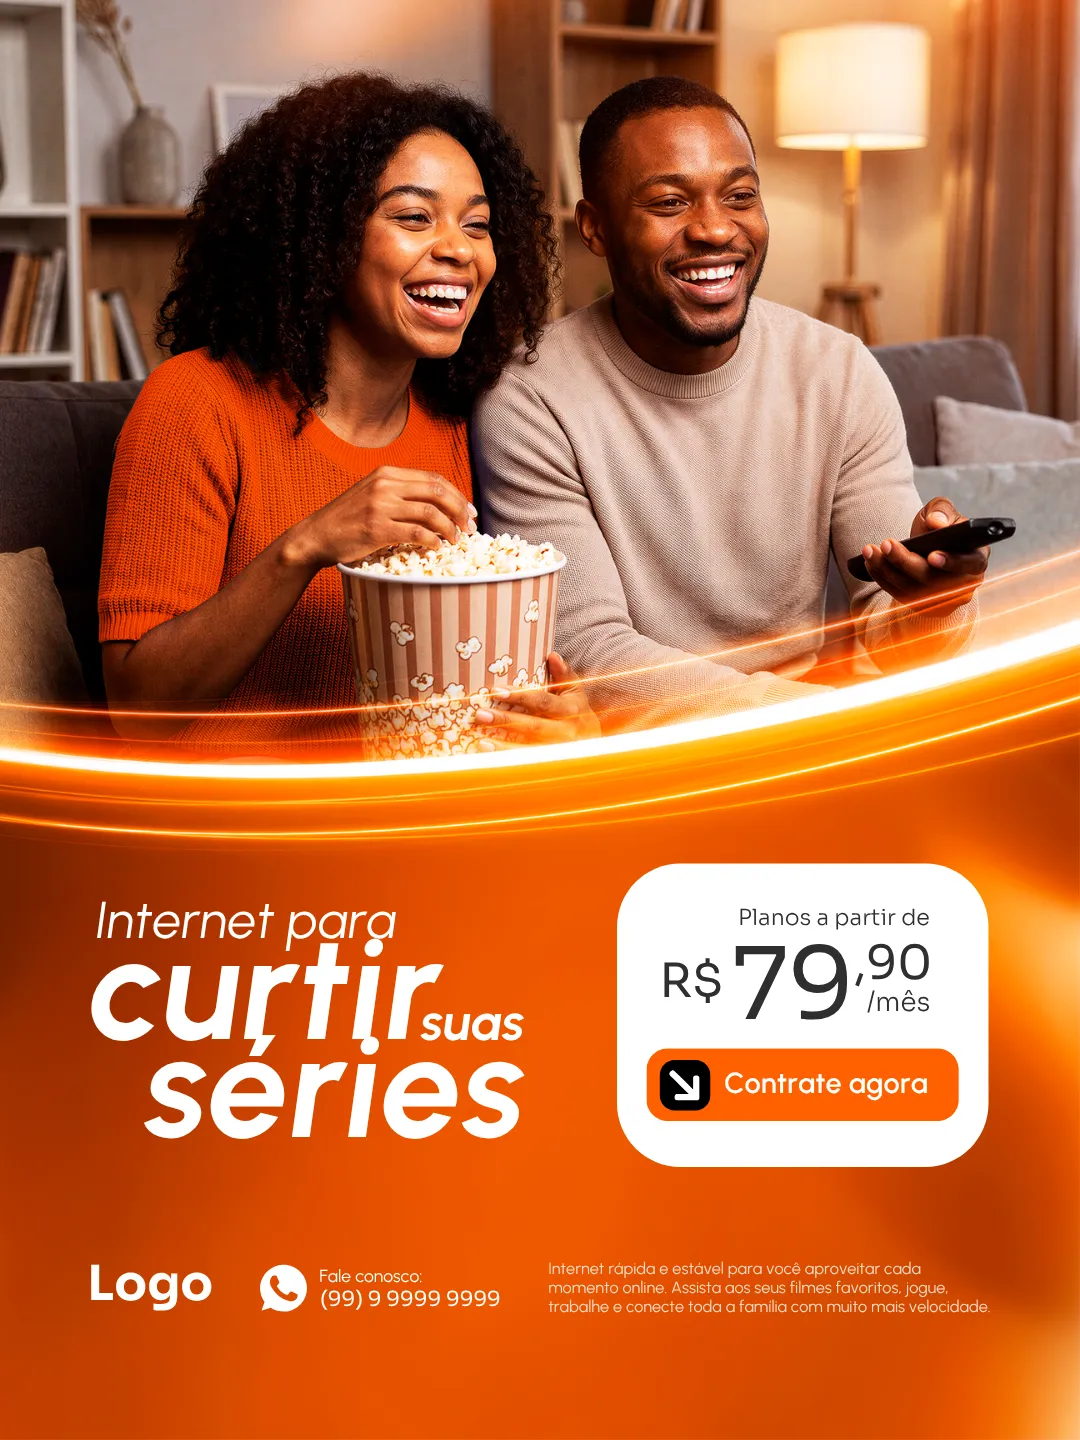 Internet para
curtir suas
séries
Planos a partir de
R$ 79,90
/mês
Contrate agora
Logo
Fale conosco:
(99) 9 9999 9999
Internet rápida e estável para você aproveitar cada
momento online. Assista aos seus filmes favoritos, jogue,
trabalhe e conecte toda a família com muito mais velocidade.